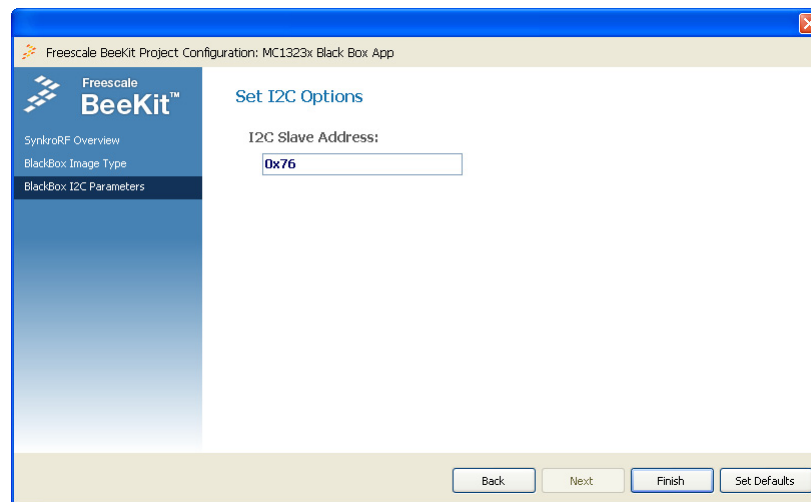 Freescale BeeKit Project Configuration: MC1323x Black Box App
Freescale
BeeKit™
SynkroRF Overview
BlackBox Image Type
BlackBox I2C Parameters
Set I2C Options
I2C Slave Address:
0x76
Back Next Finish Set Defaults